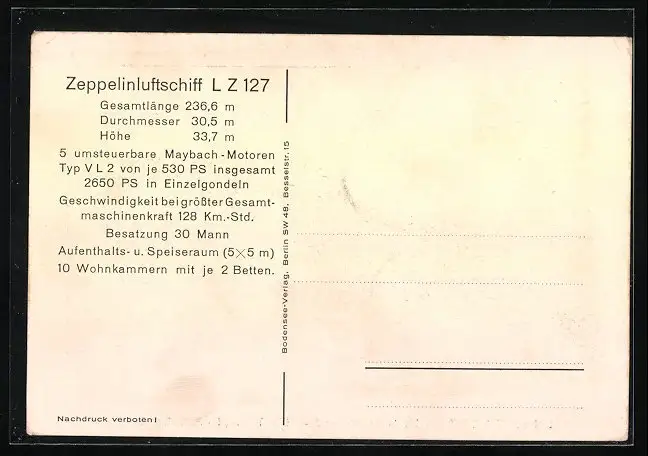 Zeppelinluftschiff L Z 127
Gesamtlänge 236,6 m
Durchmesser 30,5 m
Höhe 33,7 m
5 umsteuerbare Maybach-Motoren
Typ V L 2 von je 530 PS insgesamt
2650 PS in Einzelgondeln
Geschwindigkeit bei größter Gesamt-
maschinenkraft 128 Km.-Std.
Besatzung 30 Mann
Aufenthalts- u. Speiseraum (5×5 m)
10 Wohnkammern mit je 2 Betten.
Nachdruck verboten!
Bodensee-Verlag, Berlin SW 48, Besselstr. 15